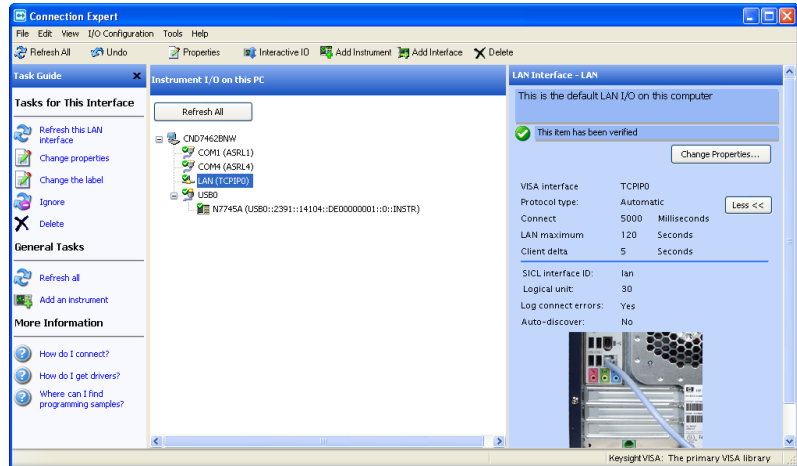 Connection Expert
File Edit View I/O Configuration Tools Help
Refresh All Undo Properties Interactive IO Add Instrument Add Interface Delete
Task Guide
Tasks for This Interface
Refresh this LAN
interface
Change properties
Change the label
Ignore
Delete
General Tasks
Refresh all
Add an instrument
More Information
How do I connect?
How do I get drivers?
Where can I find
programming samples?
Instrument I/O on this PC
Refresh All
CND7462BNW
COM1 (ASRL1)
COM4 (ASRL4)
LAN (TCPIP0)
USB0
N7745A (USB0::2391::14104::DE00000001::0::INSTR)
LAN Interface - LAN
This is the default LAN I/O on this computer
This item has been verified
Change Properties...
VISA interface TCPIP0
Protocol type: Automatic
Less <<
Connect 5000 Milliseconds
LAN maximum 120 Seconds
Client delta 5 Seconds
SICL interface ID: lan
Logical unit: 30
Log connect errors: Yes
Auto-discover: No
Keysight VISA: The primary VISA library